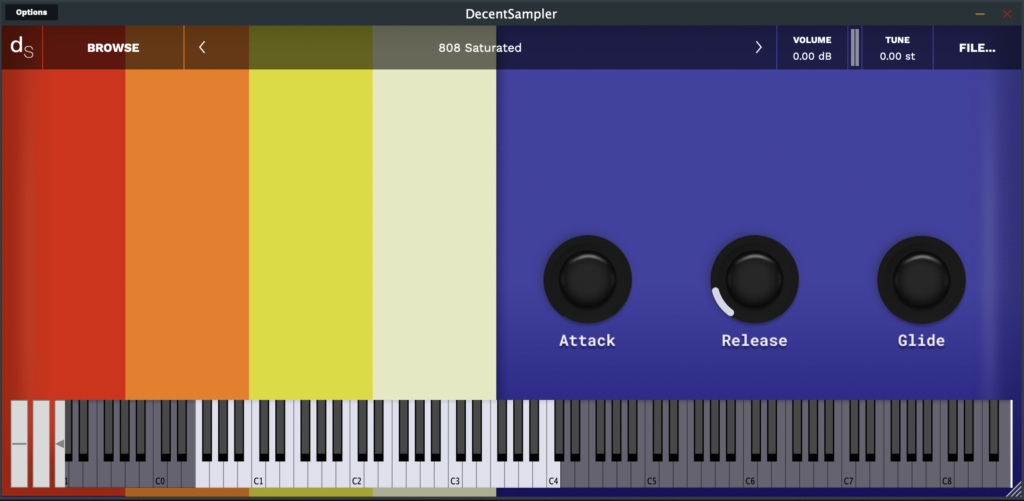 Options
DecentSampler
dS
BROWSE
808 Saturated
VOLUME
0.00 dB
TUNE
0.00 st
FILE...
Attack
Release
Glide
C0
C1
C2
C3
C4
C5
C6
C7
C8